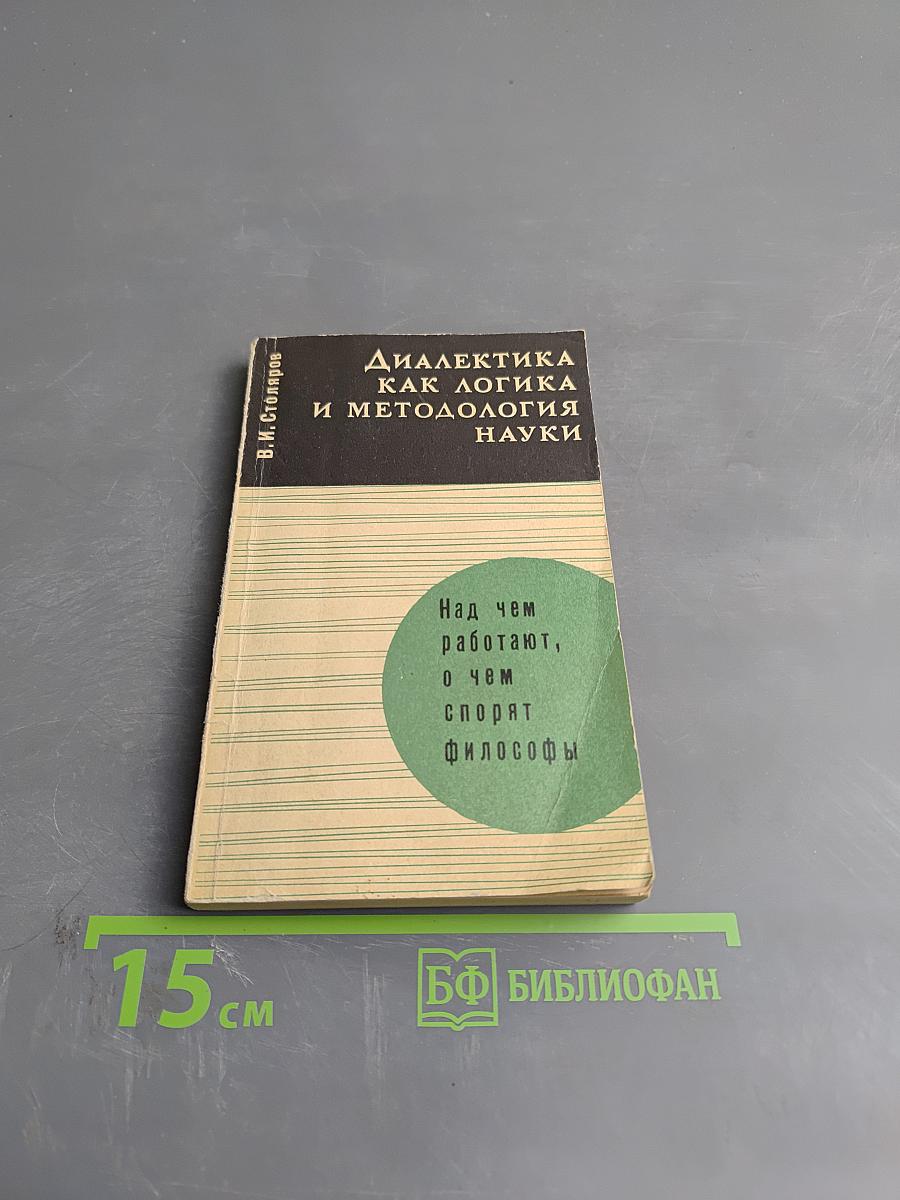 В. И. Столяров
Диалектика
как логика
и методология
науки
Над чем
работают,
о чем
спорят
философы
15 см
БФ БИБЛИОФАН